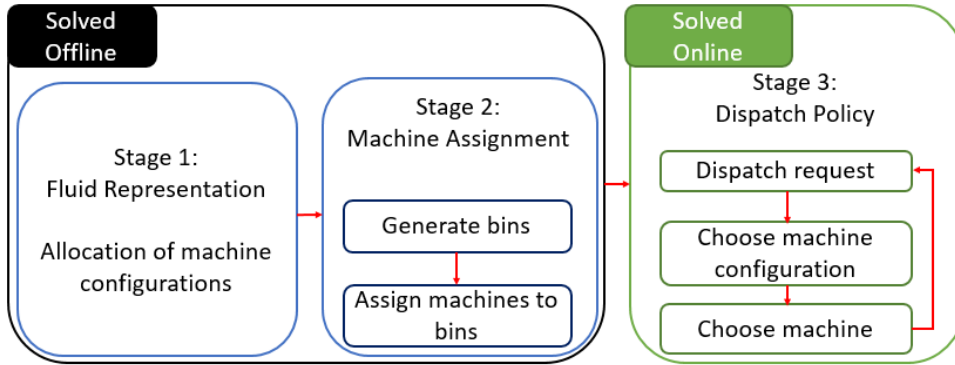 Solved
Offline
Stage 1:
Fluid Representation
Allocation of machine
configurations
Stage 2:
Machine Assignment
Generate bins
Assign machines to
bins
Solved
Online
Stage 3:
Dispatch Policy
Dispatch request
Choose machine
configuration
Choose machine